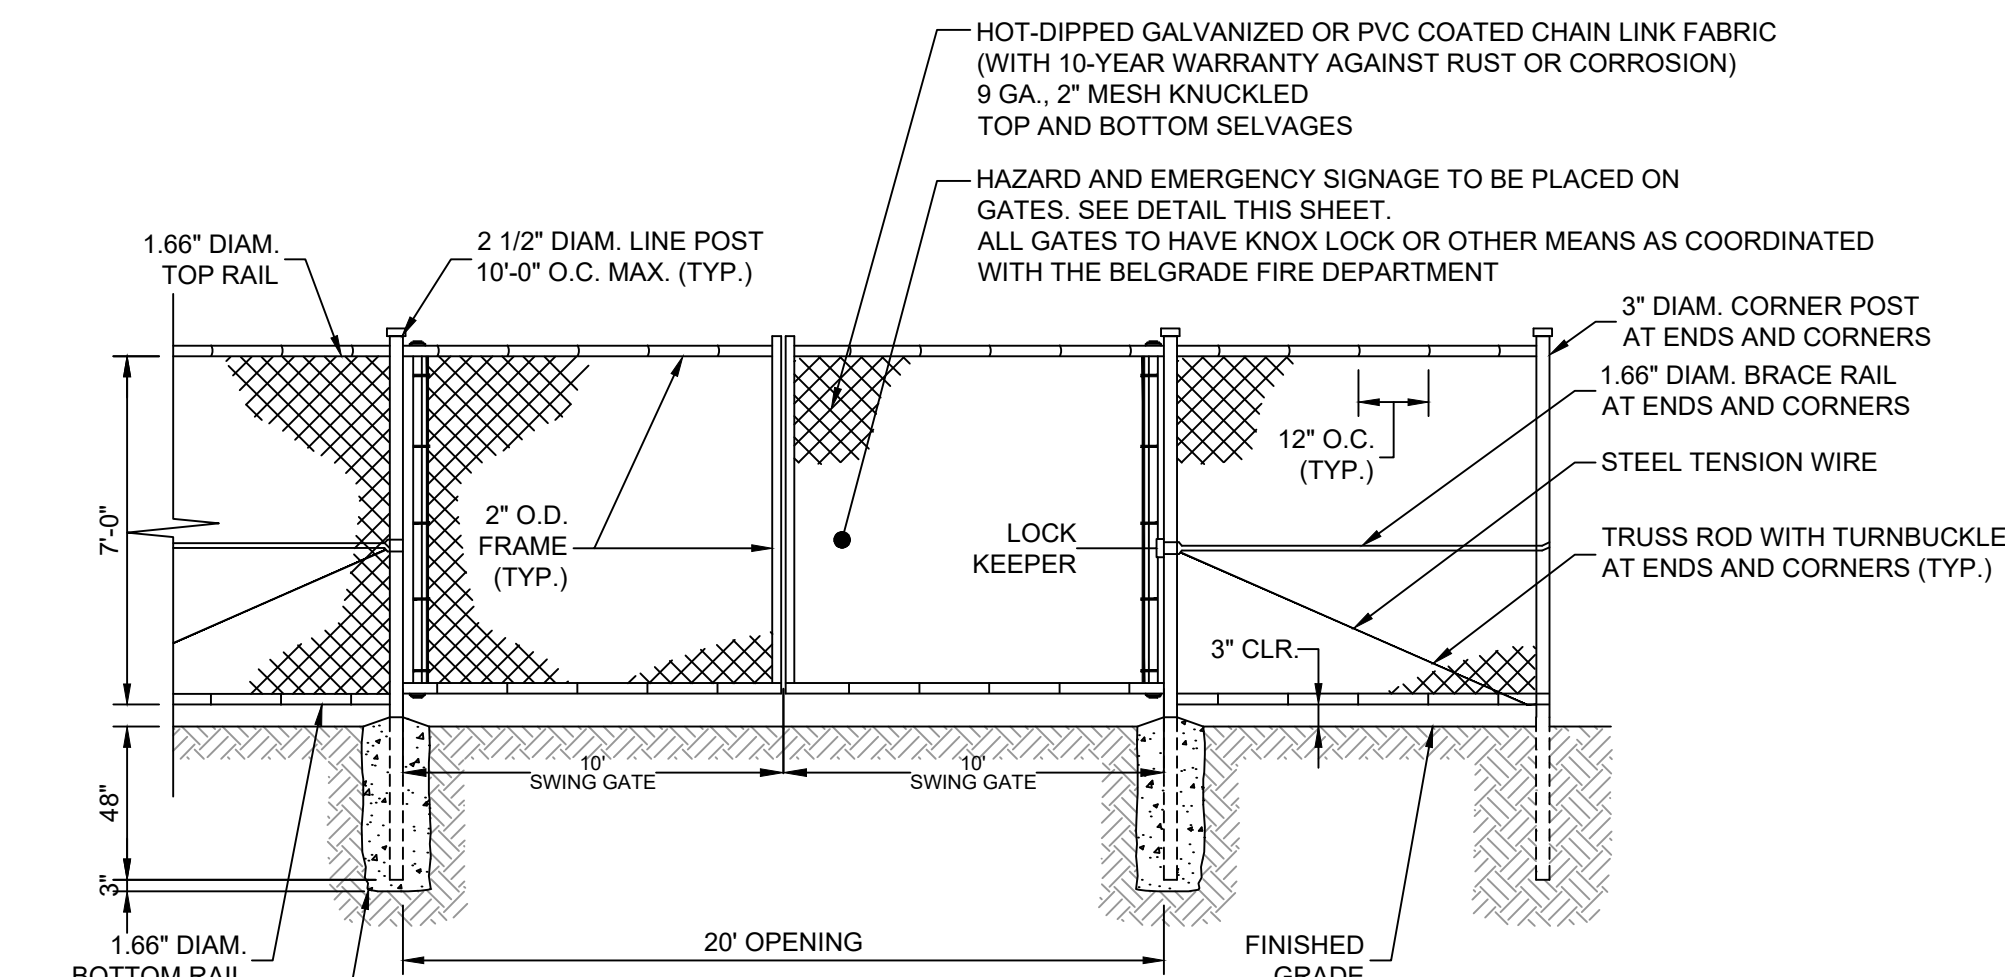 HOT-DIPPED GALVANIZED OR PVC COATED CHAIN LINK FABRIC
(WITH 10-YEAR WARRANTY AGAINST RUST OR CORROSION)
9 GA., 2" MESH KNUCKLED
TOP AND BOTTOM SELVAGES
HAZARD AND EMERGENCY SIGNAGE TO BE PLACED ON
GATES. SEE DETAIL THIS SHEET.
ALL GATES TO HAVE KNOX LOCK OR OTHER MEANS AS COORDINATED
WITH THE BELGRADE FIRE DEPARTMENT
1.66" DIAM.
TOP RAIL
2 1/2" DIAM. LINE POST
10'-0" O.C. MAX. (TYP.)
3" DIAM. CORNER POST
AT ENDS AND CORNERS
1.66" DIAM. BRACE RAIL
AT ENDS AND CORNERS
12" O.C.
(TYP.)
STEEL TENSION WIRE
7'-0"
2" O.D.
FRAME
(TYP.)
LOCK
KEEPER
TRUSS ROD WITH TURNBUCKLE
AT ENDS AND CORNERS (TYP.)
3" CLR.
10'
SWING GATE
10'
SWING GATE
48"
3"
1.66" DIAM.
BOTTOM RAIL
20' OPENING
FINISHED
GRADE